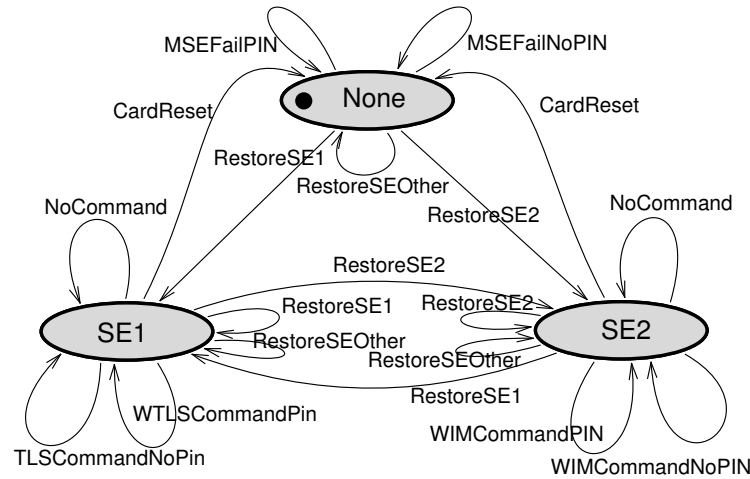 MSEFailPIN
MSEFailNoPIN
None
CardReset
CardReset
RestoreSE1
RestoreSEOther
NoCommand
RestoreSE2
NoCommand
RestoreSE2
RestoreSE1
RestoreSE2
SE1
RestoreSEOther
RestoreSEOther
SE2
RestoreSE1
WTLSCommandPin
WIMCommandPIN
TLSCommandNoPin
WIMCommandNoPIN